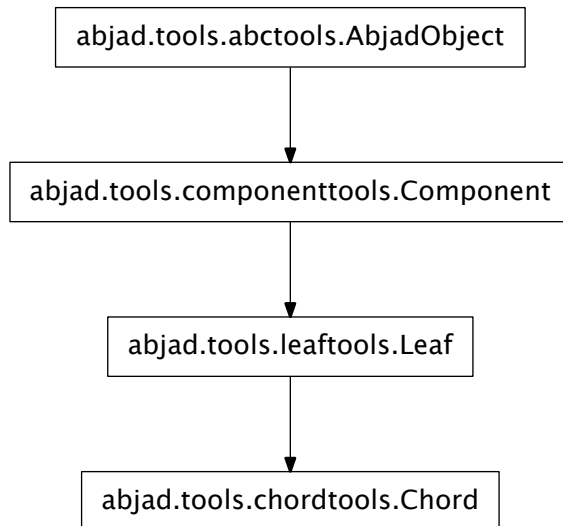 abjad.tools.abctools.AbjadObject
abjad.tools.componenttools.Component
abjad.tools.leaftools.Leaf
abjad.tools.chordtools.Chord